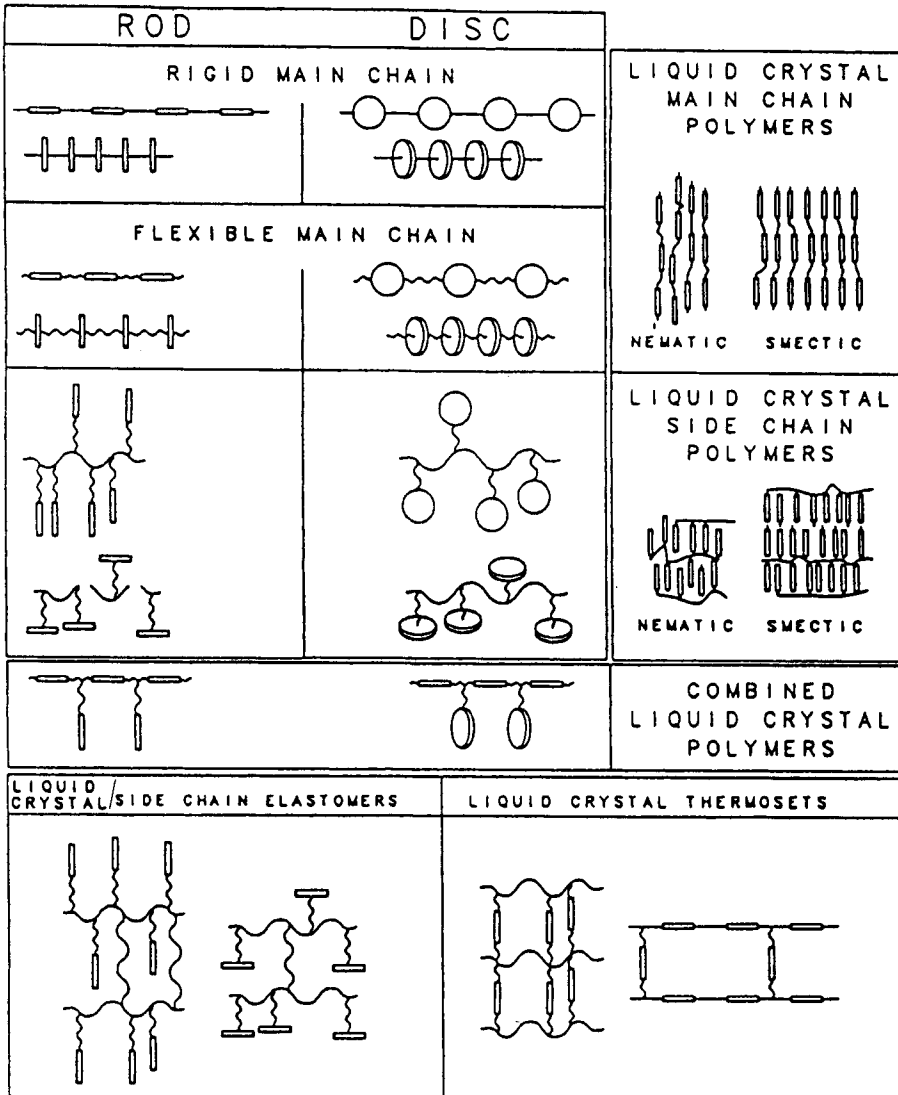 ROD DISC
RIGID MAIN CHAIN
FLEXIBLE MAIN CHAIN
LIQUID CRYSTAL
MAIN CHAIN
POLYMERS
NEMATIC SMECTIC
LIQUID CRYSTAL
SIDE CHAIN
POLYMERS
NEMATIC SMECTIC
COMBINED
LIQUID CRYSTAL
POLYMERS
LIQUID
CRYSTAL/SIDE CHAIN ELASTOMERS
LIQUID CRYSTAL THERMOSETS